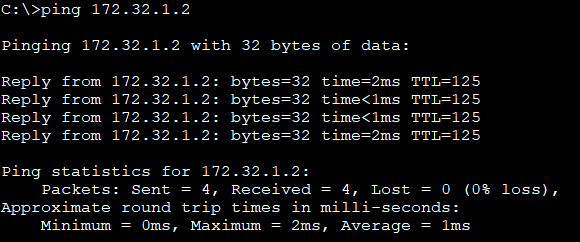 C:\>ping 172.32.1.2
Pinging 172.32.1.2 with 32 bytes of data:
Reply from 172.32.1.2: bytes=32 time=2ms TTL=125
Reply from 172.32.1.2: bytes=32 time<1ms TTL=125
Reply from 172.32.1.2: bytes=32 time<1ms TTL=125
Reply from 172.32.1.2: bytes=32 time=2ms TTL=125
Ping statistics for 172.32.1.2:
    Packets: Sent = 4, Received = 4, Lost = 0 (0% loss),
Approximate round trip times in milli-seconds:
    Minimum = 0ms, Maximum = 2ms, Average = 1ms